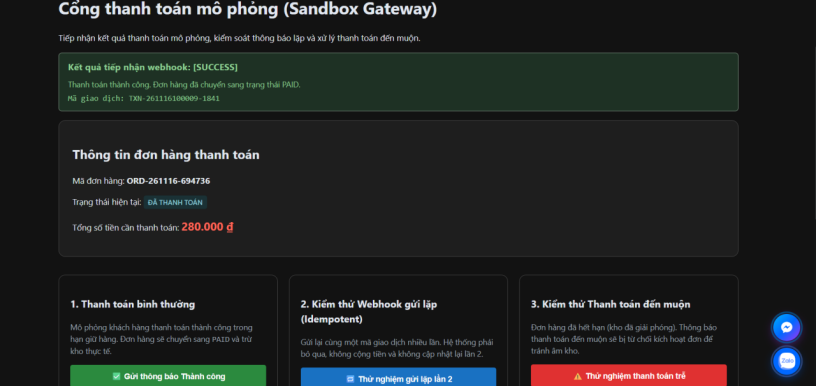 Cổng thanh toán mô phỏng (Sandbox Gateway)
Tiếp nhận kết quả thanh toán mô phỏng, kiểm soát thông báo lặp và xử lý thanh toán đến muộn.
Kết quả tiếp nhận webhook: [SUCCESS]
Thanh toán thành công. Đơn hàng đã chuyển sang trạng thái PAID.
Mã giao dịch: TXN-261116100009-1841
Thông tin đơn hàng thanh toán
Mã đơn hàng: ORD-261116-694736
Trạng thái hiện tại: ĐÃ THANH TOÁN
Tổng số tiền cần thanh toán: 280.000 ₫
1. Thanh toán bình thường
Mô phỏng khách hàng thanh toán thành công trong
hạn giữ hàng. Đơn hàng sẽ chuyển sang PAID và trừ
kho thực tế.
Gửi thông báo Thành công
2. Kiểm thử Webhook gửi lặp
(Idempotent)
Gửi lại cùng một mã giao dịch nhiều lần. Hệ thống phải
bỏ qua, không cộng tiền và không cập nhật lại lần 2.
Thử nghiệm gửi lặp lần 2
3. Kiểm thử Thanh toán đến muộn
Đơn hàng đã hết hạn (kho đã giải phóng). Thông báo
thanh toán đến muộn sẽ bị từ chối kích hoạt đơn để
tránh âm kho.
Thử nghiệm thanh toán trễ
Zalo